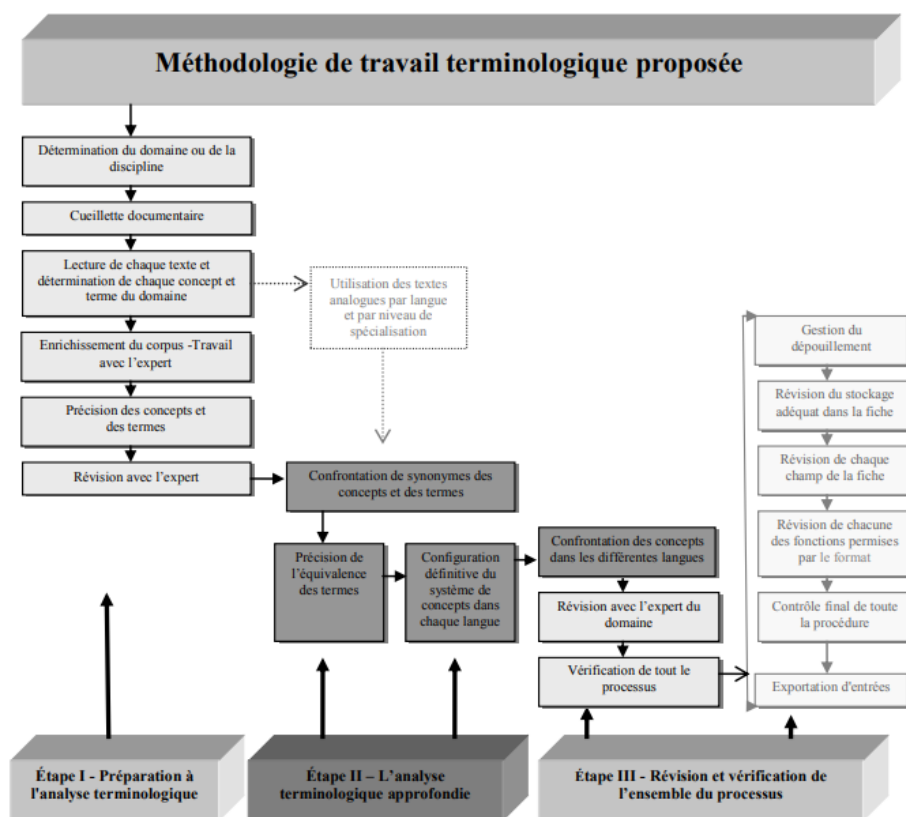 Méthodologie de travail terminologique proposée
Détermination du domaine ou de la
discipline
Cueillette documentaire
Lecture de chaque texte et
détermination de chaque concept et
terme du domaine
Enrichissement du corpus -Travail
avec l'expert
Précision des concepts et
des termes
Révision avec l'expert
Utilisation des textes
analogues par langue
et par niveau de
spécialisation
Confrontation de synonymes des
concepts et des termes
Précision de
l'équivalence
des termes
Configuration
définitive du
système de
concepts dans
chaque langue
Confrontation des concepts
dans les différentes langues
Révision avec l'expert du
domaine
Vérification de tout le
processus
Gestion du
dépouillement
Révision du stockage
adéquat dans la fiche
Révision de chaque
champ de la fiche
Révision de chacune
des fonctions permises
par le format
Contrôle final de toute
la procédure
Exportation d'entrées
Étape I - Préparation à
l'analyse terminologique
Étape II – L'analyse
terminologique approfondie
Étape III - Révision et vérification de
l'ensemble du processus